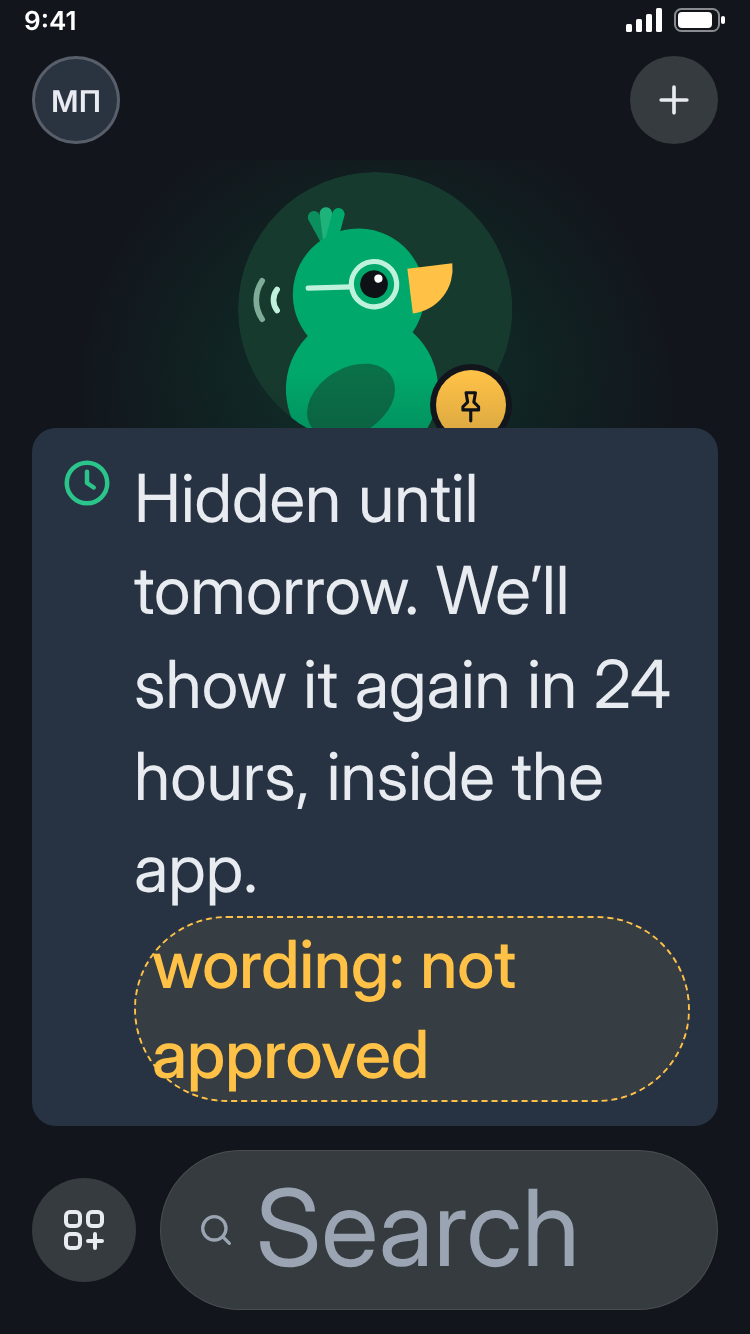 9:41
МП
Hidden until
tomorrow. We’ll
show it again in 24
hours, inside the
app.
wording: not
approved
Search